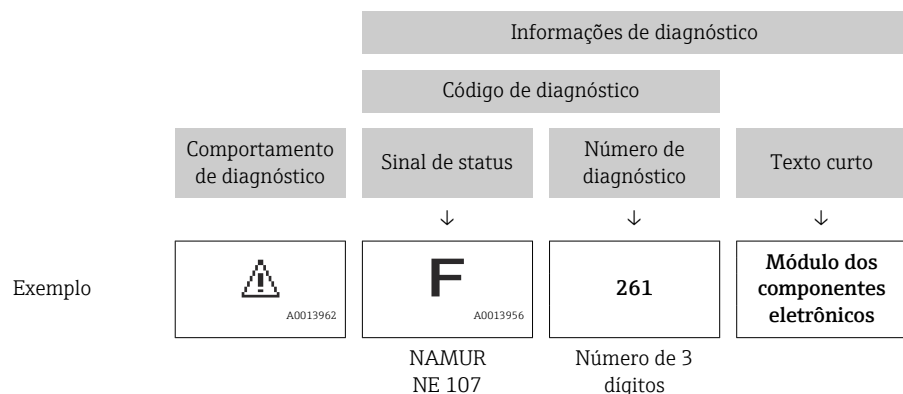 Informações de diagnóstico
Código de diagnóstico
Comportamento
de diagnóstico
Sinal de status
Número de
diagnóstico
Texto curto
↓
↓
↓
Exemplo
A0013962
F
A0013956
261
Módulo dos
componentes
eletrônicos
NAMUR
NE 107
Número de 3
dígitos